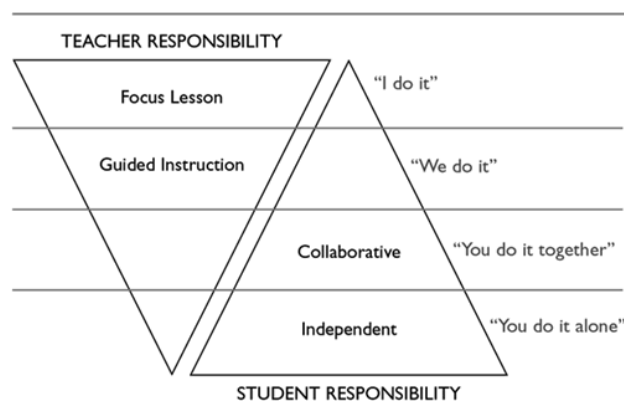 TEACHER RESPONSIBILITY
Focus Lesson
“I do it”
Guided Instruction
“We do it”
Collaborative
“You do it together”
Independent
“You do it alone”
STUDENT RESPONSIBILITY